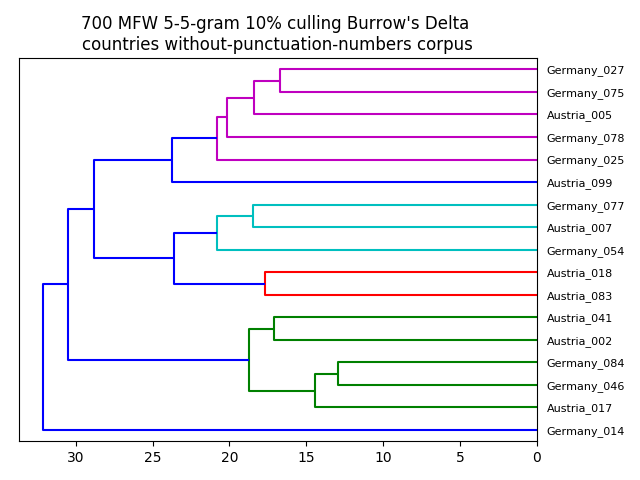 700 MFW 5-5-gram 10% culling Burrow's Delta
countries without-punctuation-numbers corpus
Germany_027
Germany_075
Austria_005
Germany_078
Germany_025
Austria_099
Germany_077
Austria_007
Germany_054
Austria_018
Austria_083
Austria_041
Austria_002
Germany_084
Germany_046
Austria_017
Germany_014
30 25 20 15 10 5 0